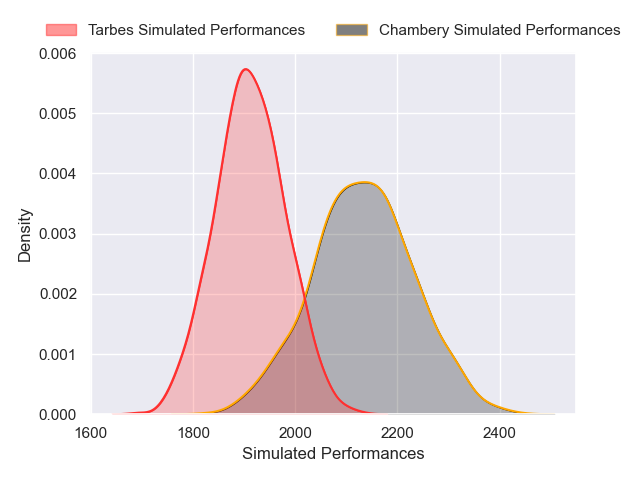 Tarbes Simulated Performances
Chambery Simulated Performances
0.006
0.005
0.004
0.003
0.002
0.001
0.000
Density
1600 1800 2000 2200 2400
Simulated Performances